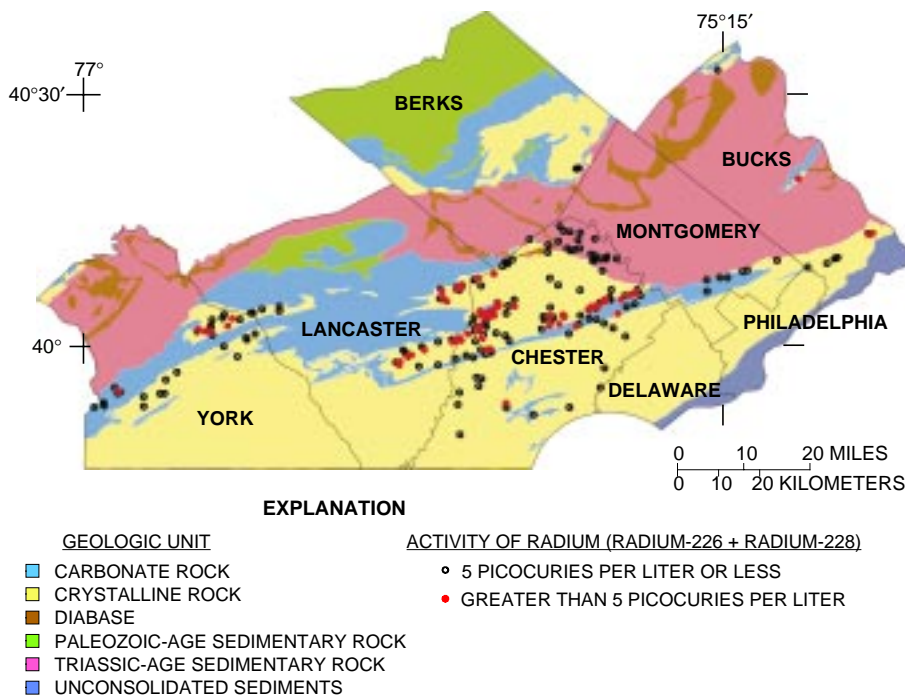 75°15′
77°
40°30′
BERKS
BUCKS
MONTGOMERY
LANCASTER
PHILADELPHIA
40°
CHESTER
DELAWARE
YORK
0 10 20 MILES
0 10 20 KILOMETERS
EXPLANATION
GEOLOGIC UNIT
CARBONATE ROCK
CRYSTALLINE ROCK
DIABASE
PALEOZOIC-AGE SEDIMENTARY ROCK
TRIASSIC-AGE SEDIMENTARY ROCK
UNCONSOLIDATED SEDIMENTS
ACTIVITY OF RADIUM (RADIUM-226 + RADIUM-228)
5 PICOCURIES PER LITER OR LESS
GREATER THAN 5 PICOCURIES PER LITER